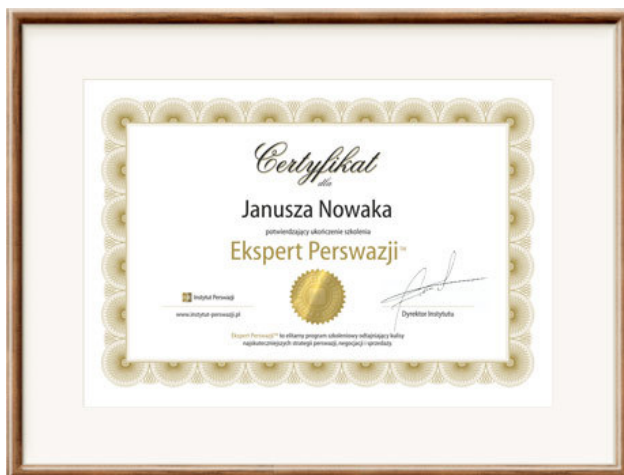 Certyfikat
dla
Janusza Nowaka
potwierdzający ukończenie szkolenia
Ekspert Perswazji™
Instytut Perswazji
www.instytut-perswazji.pl
Dyrektor Instytutu
Ekspert Perswazji™ to elitarny program szkoleniowy odtajniający kulisy
najskuteczniejszych strategii perswazji, negocjacji i sprzedaży.